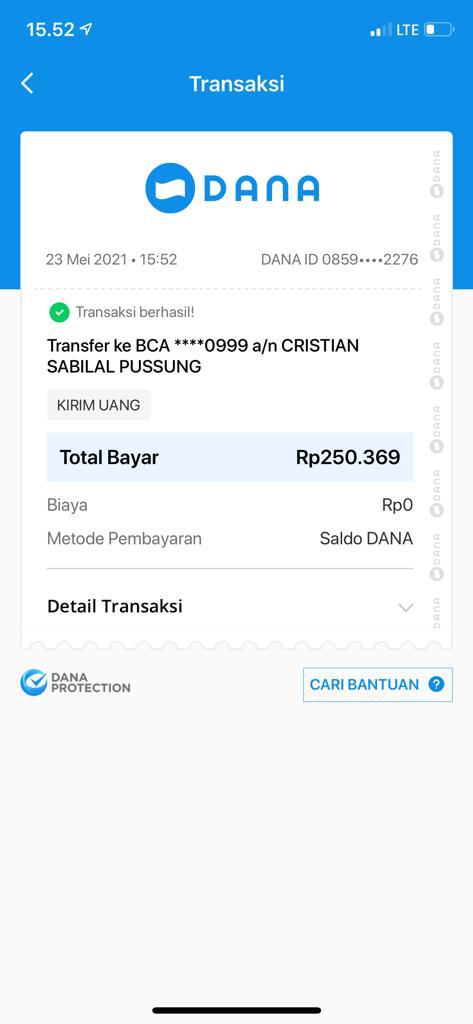 15.52
LTE
Transaksi
DANA
23 Mei 2021 • 15:52
DANA ID 0859••••2276
Transaksi berhasil!
Transfer ke BCA ****0999 a/n CRISTIAN
SABILAL PUSSUNG
KIRIM UANG
Total Bayar Rp250.369
Biaya Rp0
Metode Pembayaran Saldo DANA
Detail Transaksi
DANA
PROTECTION
CARI BANTUAN ?
DANA
DANA
DANA
DANA
DANA
DANA
DANA
DANA